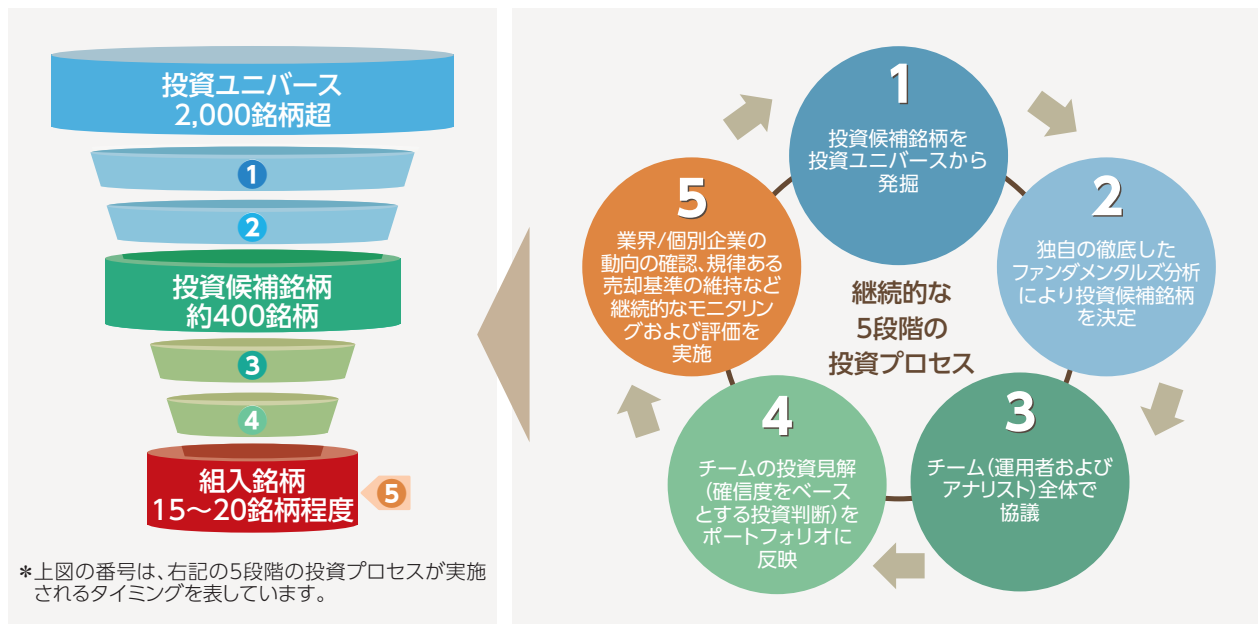 投資ユニバース
2,000銘柄超
1
2
投資候補銘柄
約400銘柄
3
4
組入銘柄
15～20銘柄程度
5
＊上図の番号は、右記の5段階の投資プロセスが実施
されるタイミングを表しています。
1
投資候補銘柄を
投資ユニバースから
発掘
2
独自の徹底した
ファンダメンタルズ分析
により投資候補銘柄
を決定
3
チーム(運用者および
アナリスト)全体で
協議
4
チームの投資見解
(確信度をベース
とする投資判断)を
ポートフォリオに
反映
5
業界/個別企業の
動向の確認、規律ある
売却基準の維持など
継続的なモニタリン
グおよび評価を
実施
継続的な
5段階の
投資プロセス